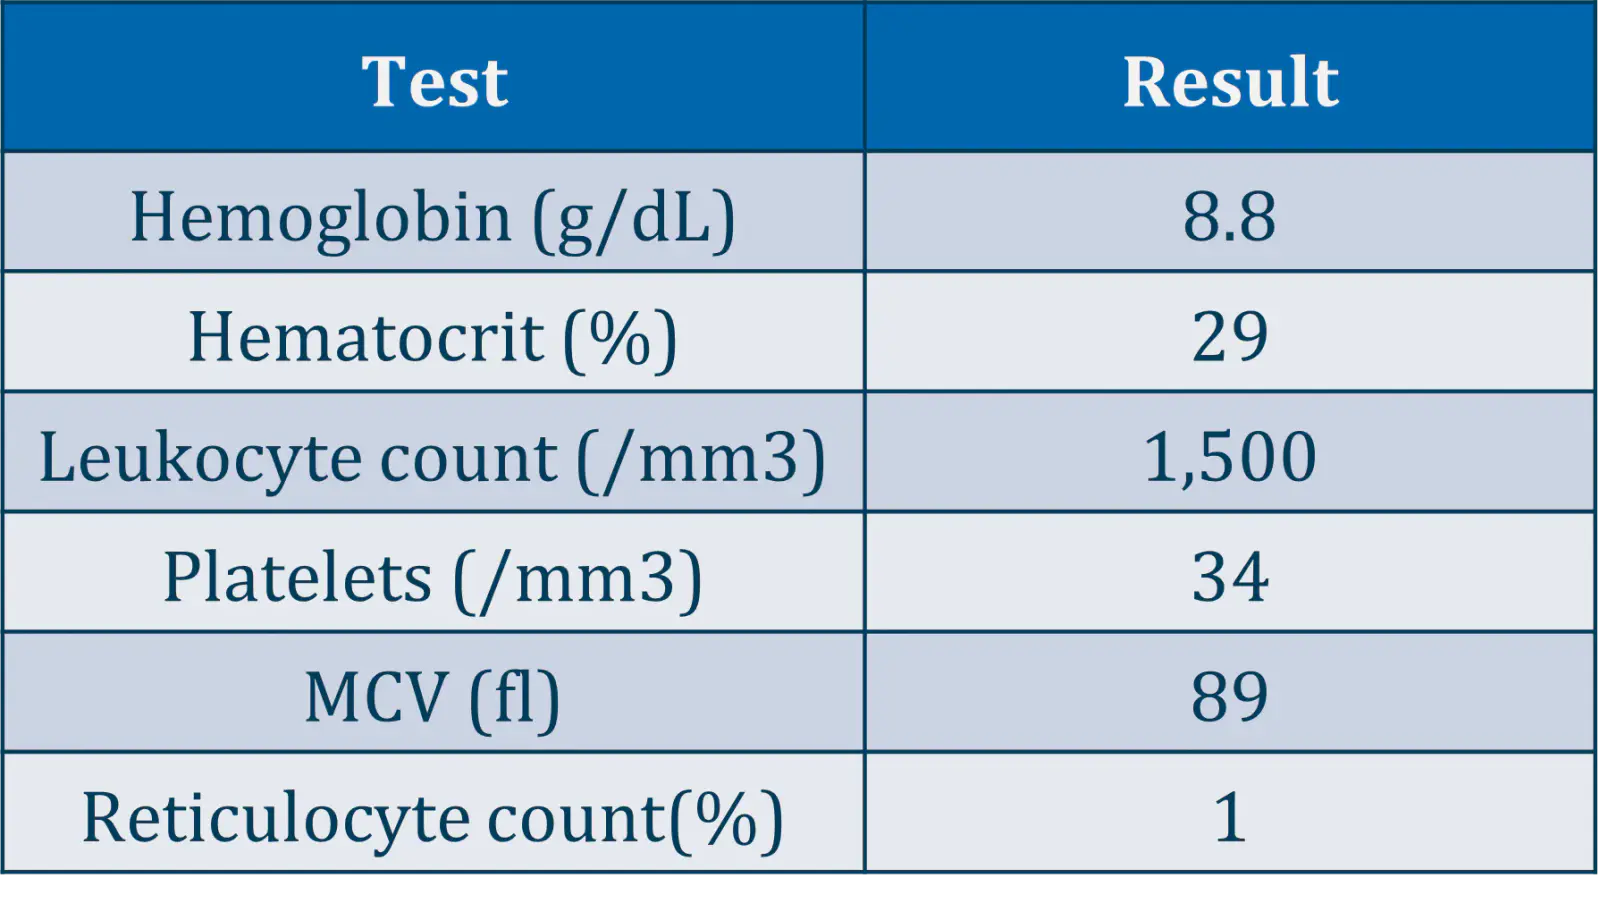 Test Result
Hemoglobin (g/dL) 8.8
Hematocrit (%) 29
Leukocyte count (/mm3) 1,500
Platelets (/mm3) 34
MCV (fl) 89
Reticulocyte count(%) 1